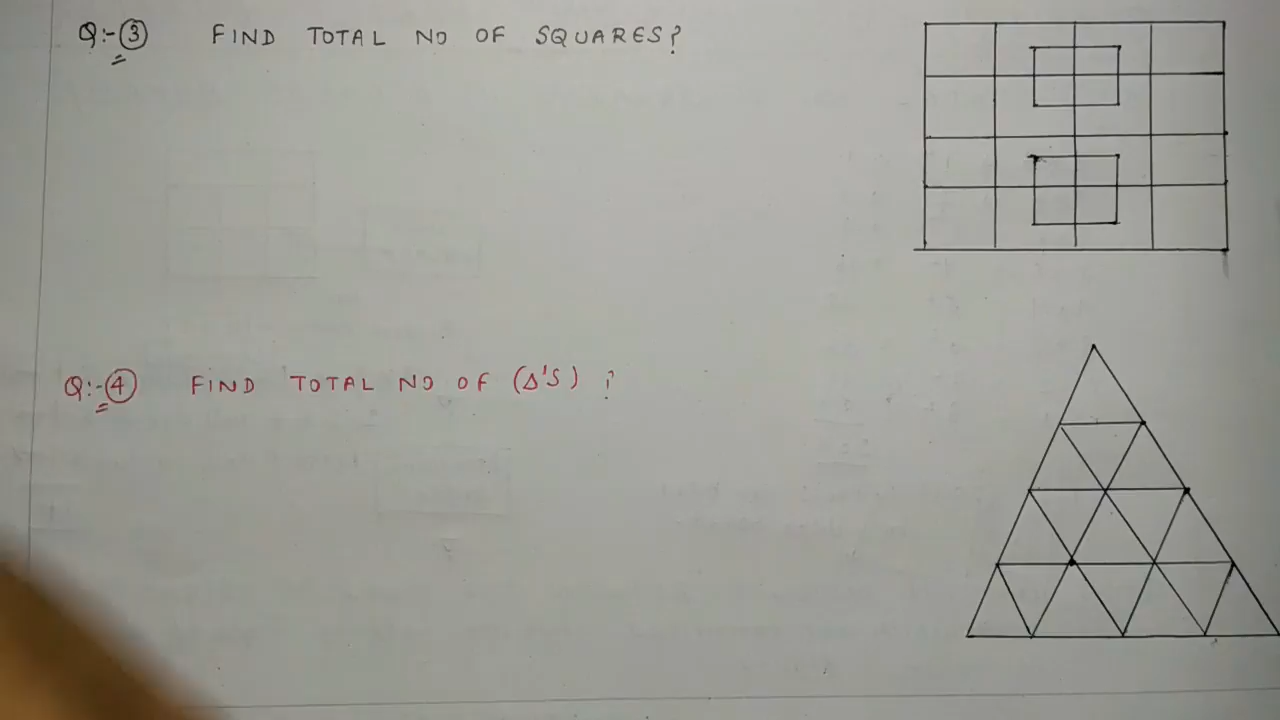 Q:-③ FIND TOTAL NO OF SQUARES?
Q:-④ FIND TOTAL NO OF (Δ'S) ?